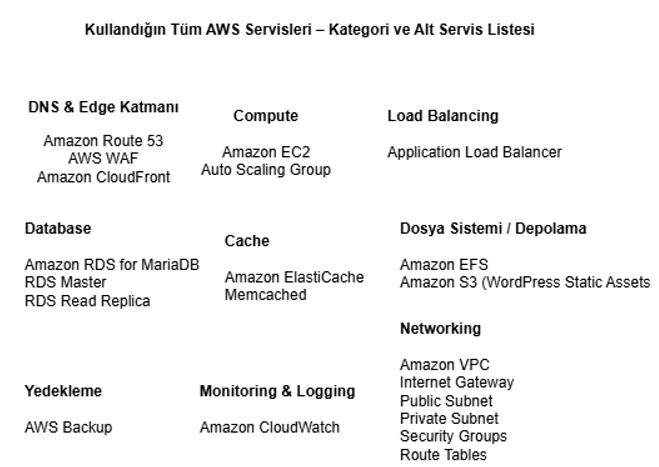 Kullandığın Tüm AWS Servisleri – Kategori ve Alt Servis Listesi
DNS & Edge Katmanı
Amazon Route 53
AWS WAF
Amazon CloudFront
Compute
Amazon EC2
Auto Scaling Group
Load Balancing
Application Load Balancer
Database
Amazon RDS for MariaDB
RDS Master
RDS Read Replica
Cache
Amazon ElastiCache
Memcached
Dosya Sistemi / Depolama
Amazon EFS
Amazon S3 (WordPress Static Assets
Networking
Amazon VPC
Internet Gateway
Public Subnet
Private Subnet
Security Groups
Route Tables
Yedekleme
AWS Backup
Monitoring & Logging
Amazon CloudWatch